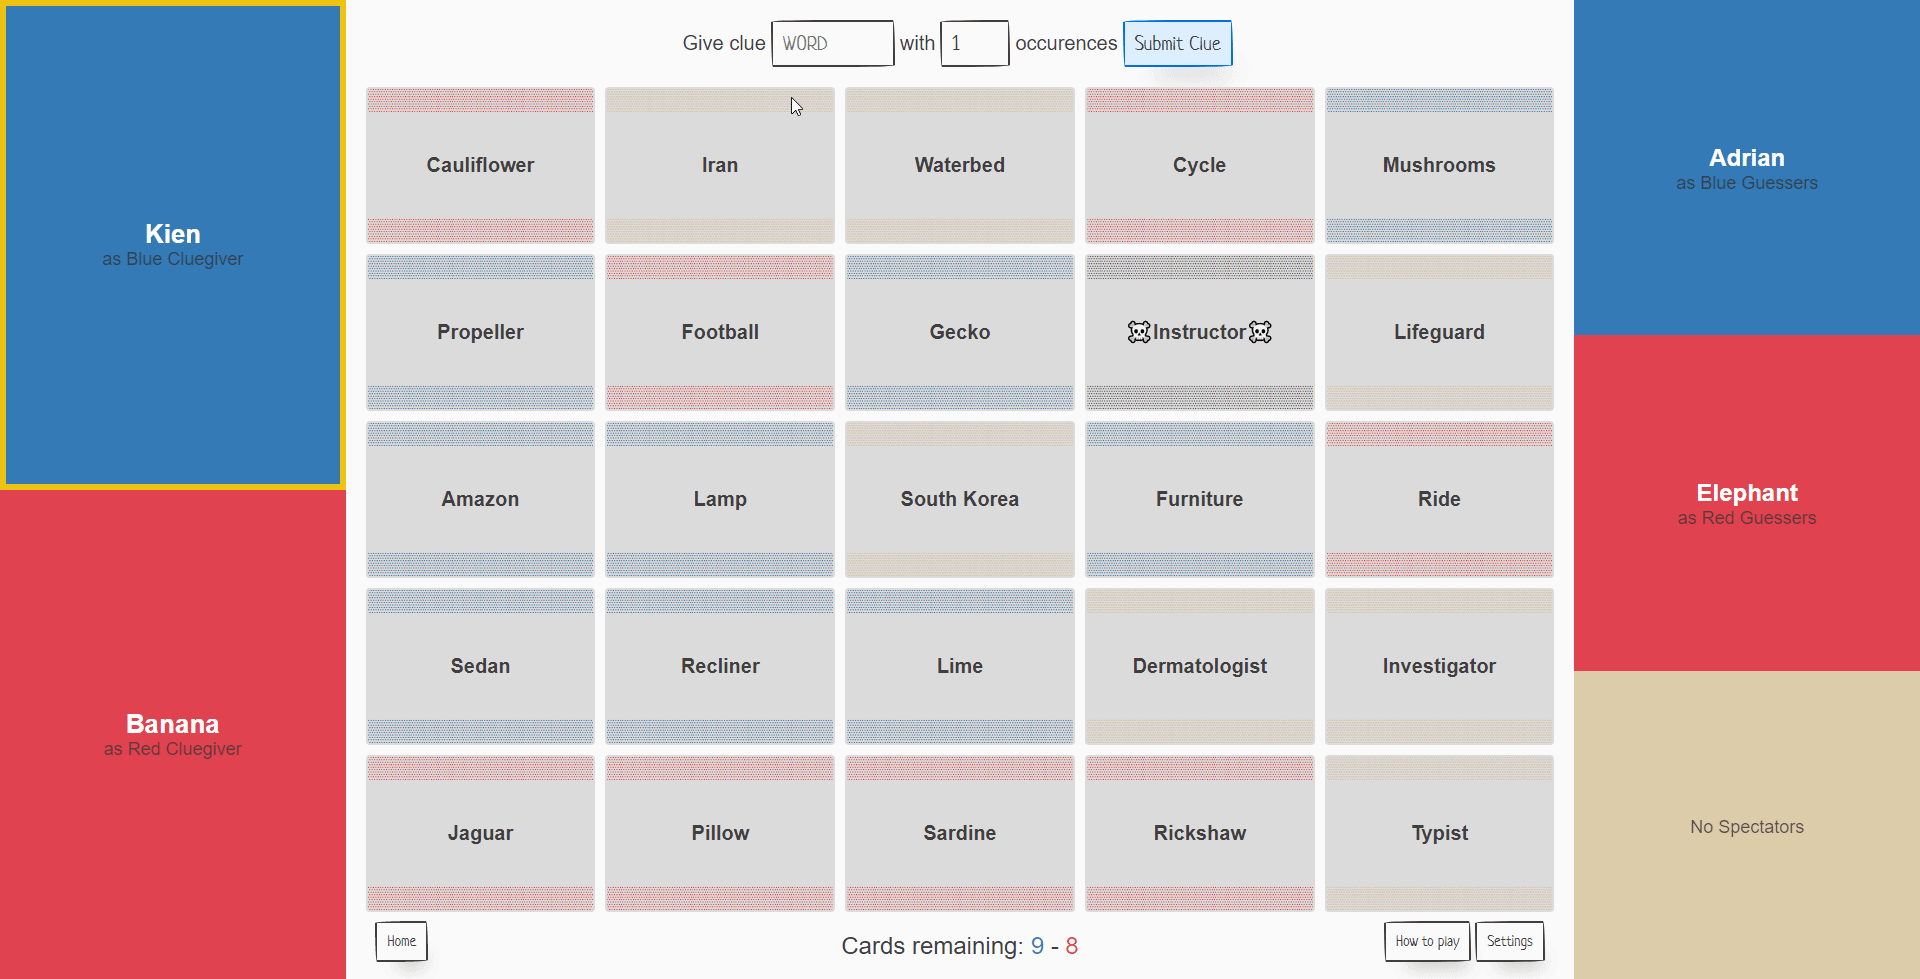 Give clue WORD with 1 occurences Submit Clue
Kien
as Blue Cluegiver
Banana
as Red Cluegiver
Cauliflower Iran Waterbed Cycle Mushrooms
Propeller Football Gecko ☠Instructor☠ Lifeguard
Amazon Lamp South Korea Furniture Ride
Sedan Recliner Lime Dermatologist Investigator
Jaguar Pillow Sardine Rickshaw Typist
Home Cards remaining: 9 - 8 How to play Settings
Adrian
as Blue Guessers
Elephant
as Red Guessers
No Spectators